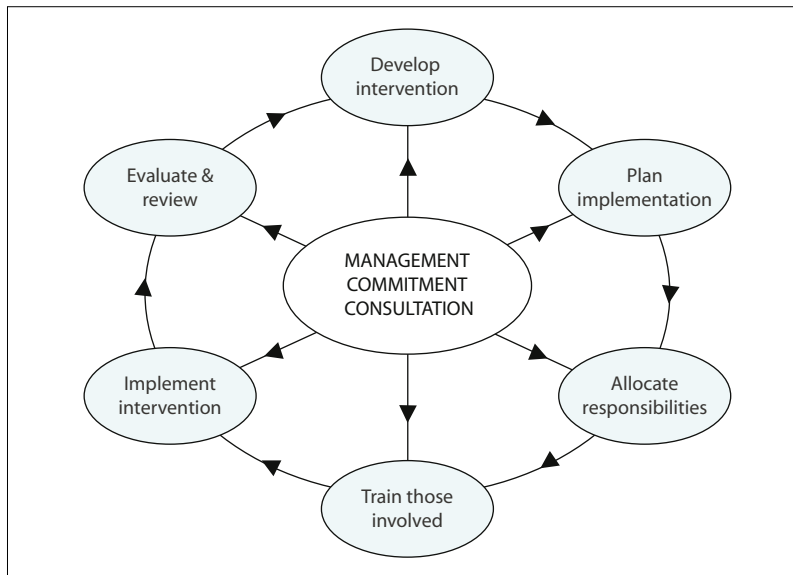 Develop
intervention
Evaluate &
review
Plan
implementation
MANAGEMENT
COMMITMENT
CONSULTATION
Implement
intervention
Allocate
responsibilities
Train those
involved